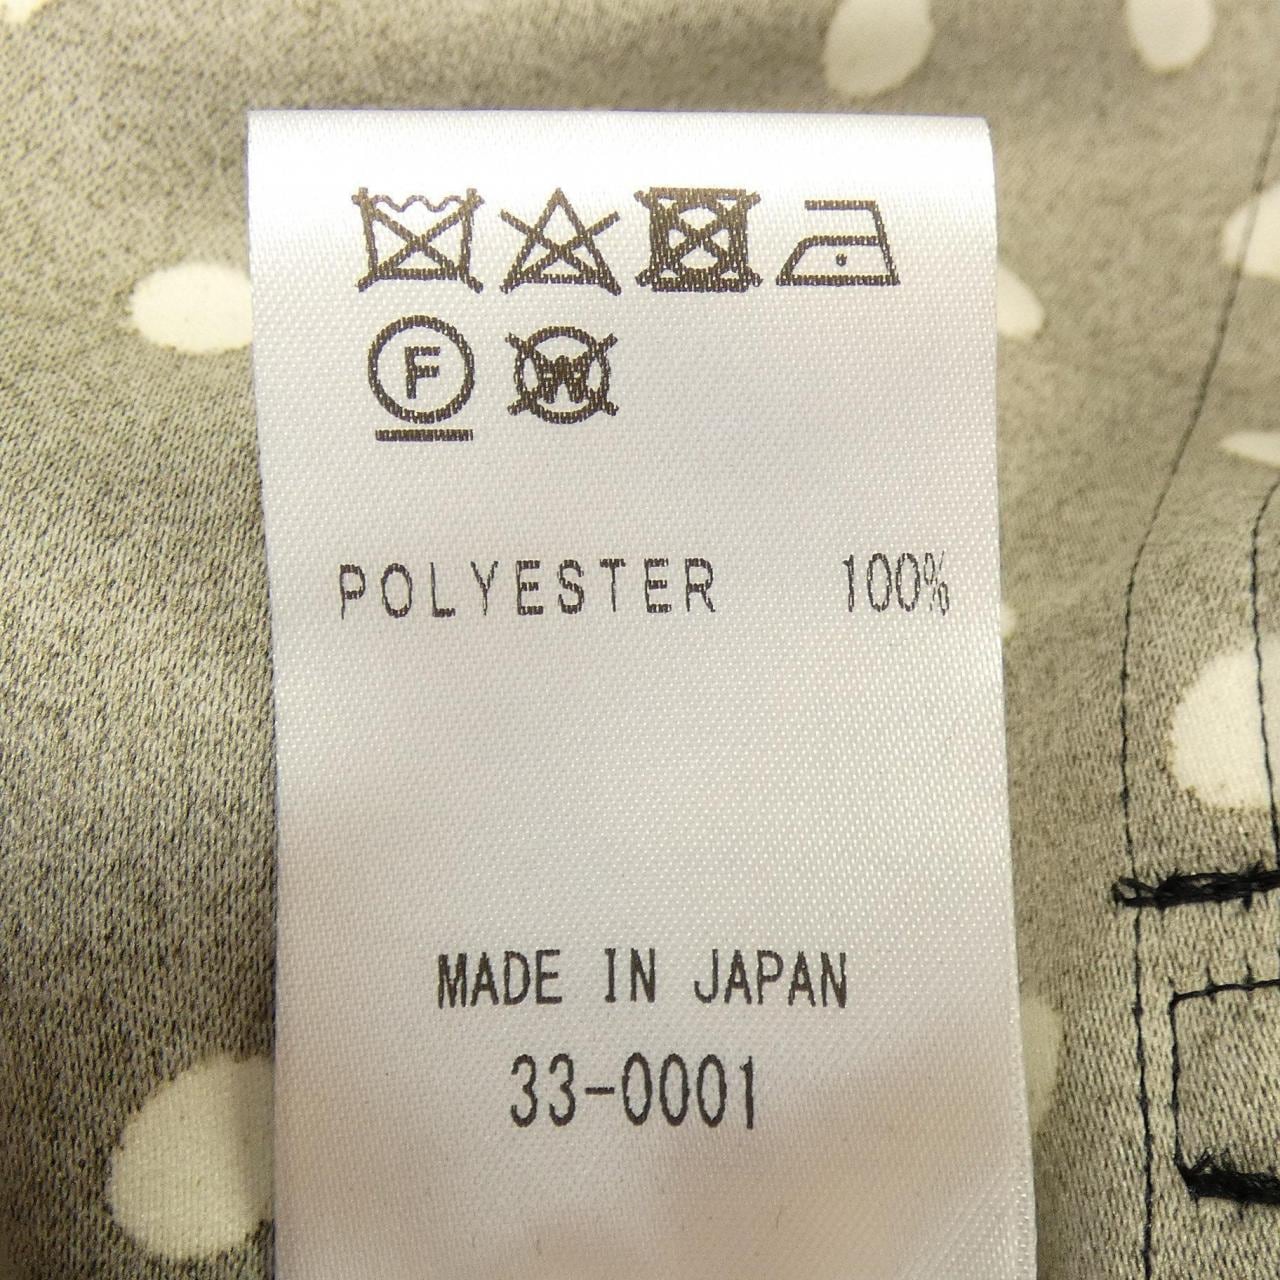 F W
POLYESTER 100%
MADE IN JAPAN
33-0001